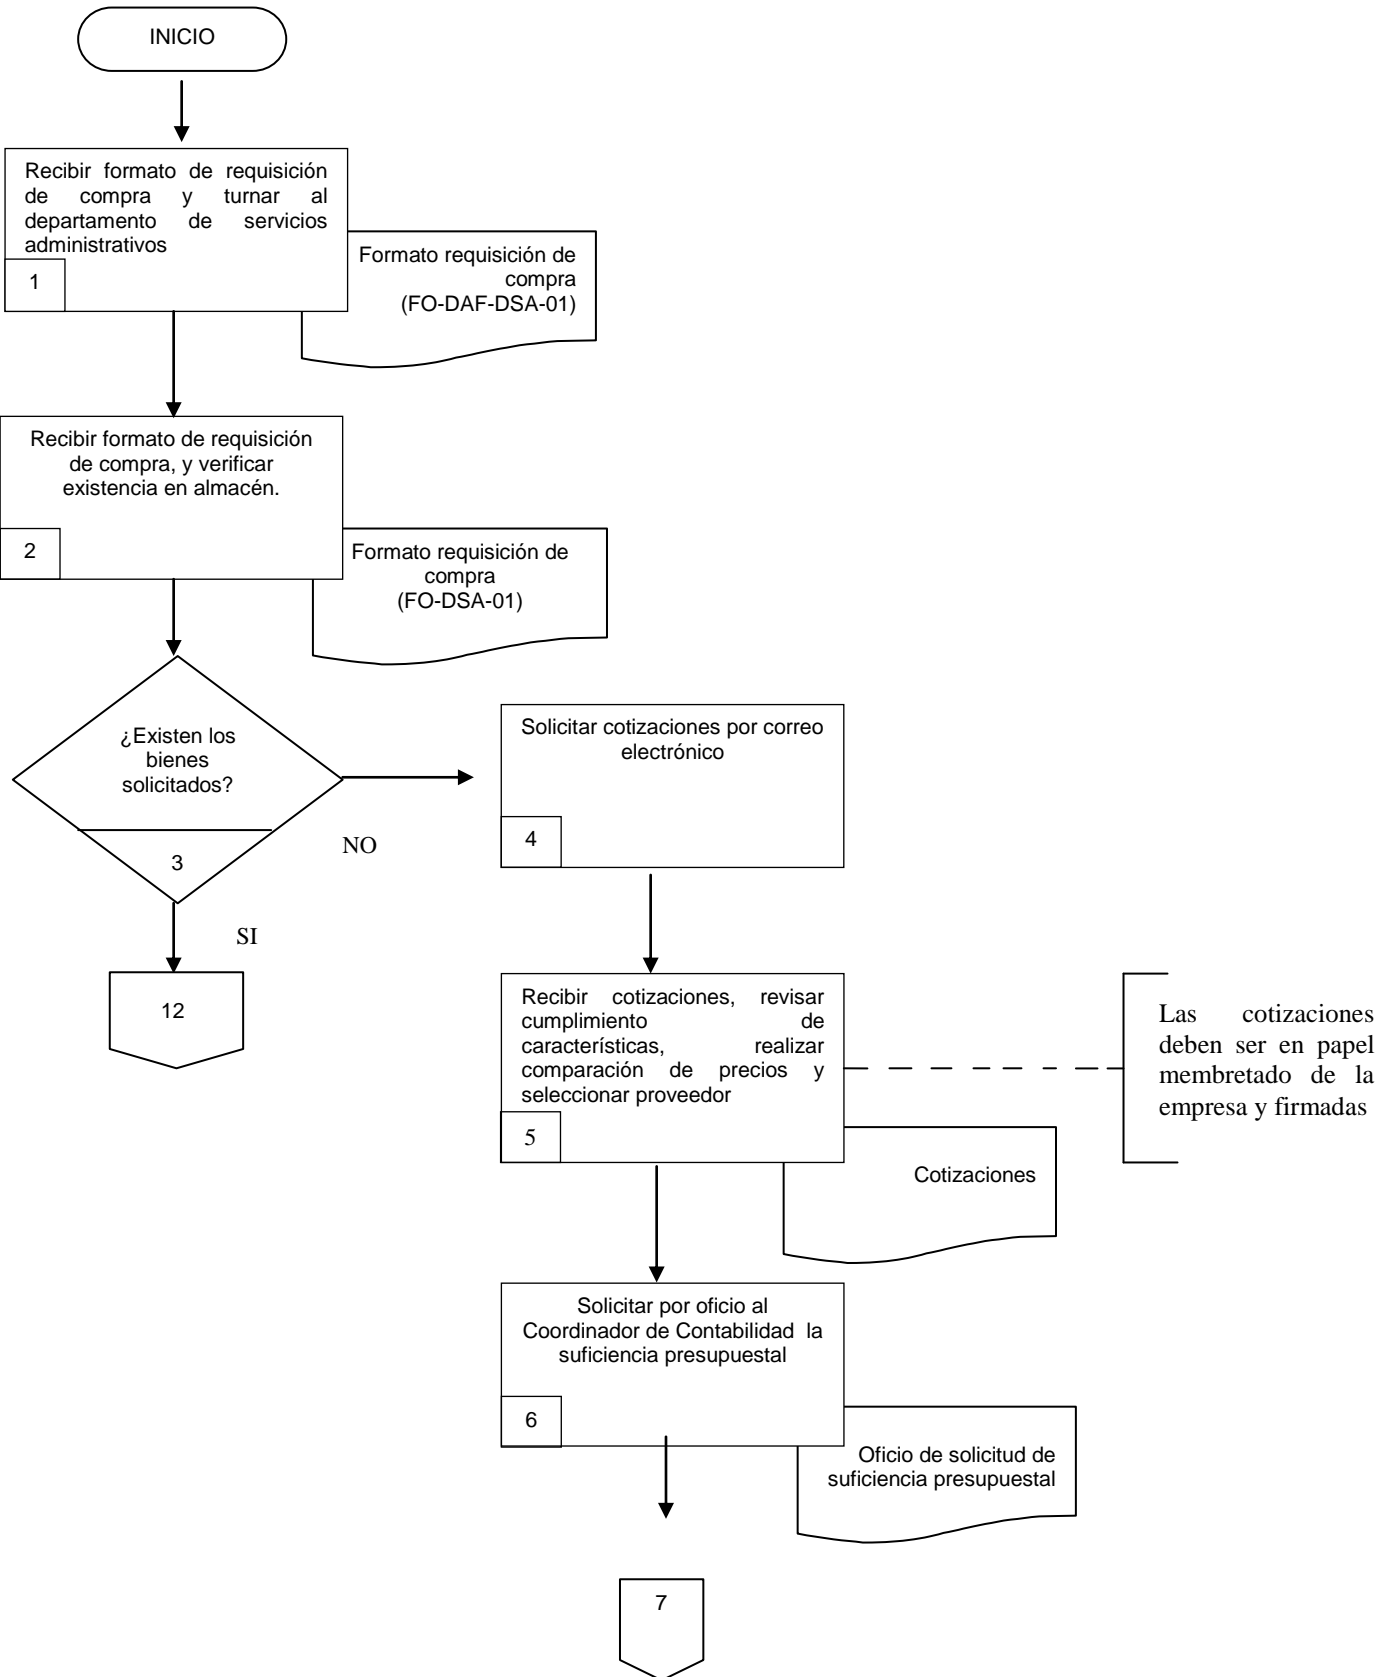 INICIO
Recibir formato de requisición
de compra y turnar al
departamento de servicios
administrativos
1
Formato requisición de
compra
(FO-DAF-DSA-01)
Recibir formato de requisición
de compra, y verificar
existencia en almacén.
2
Formato requisición de
compra
(FO-DSA-01)
¿Existen los
bienes
solicitados?
3
NO
SI
12
Solicitar cotizaciones por correo
electrónico
4
Recibir cotizaciones, revisar
cumplimiento de
características, realizar
comparación de precios y
seleccionar proveedor
5
Las cotizaciones
deben ser en papel
membretado de la
empresa y firmadas
Cotizaciones
Solicitar por oficio al
Coordinador de Contabilidad la
suficiencia presupuestal
6
Oficio de solicitud de
suficiencia presupuestal
7